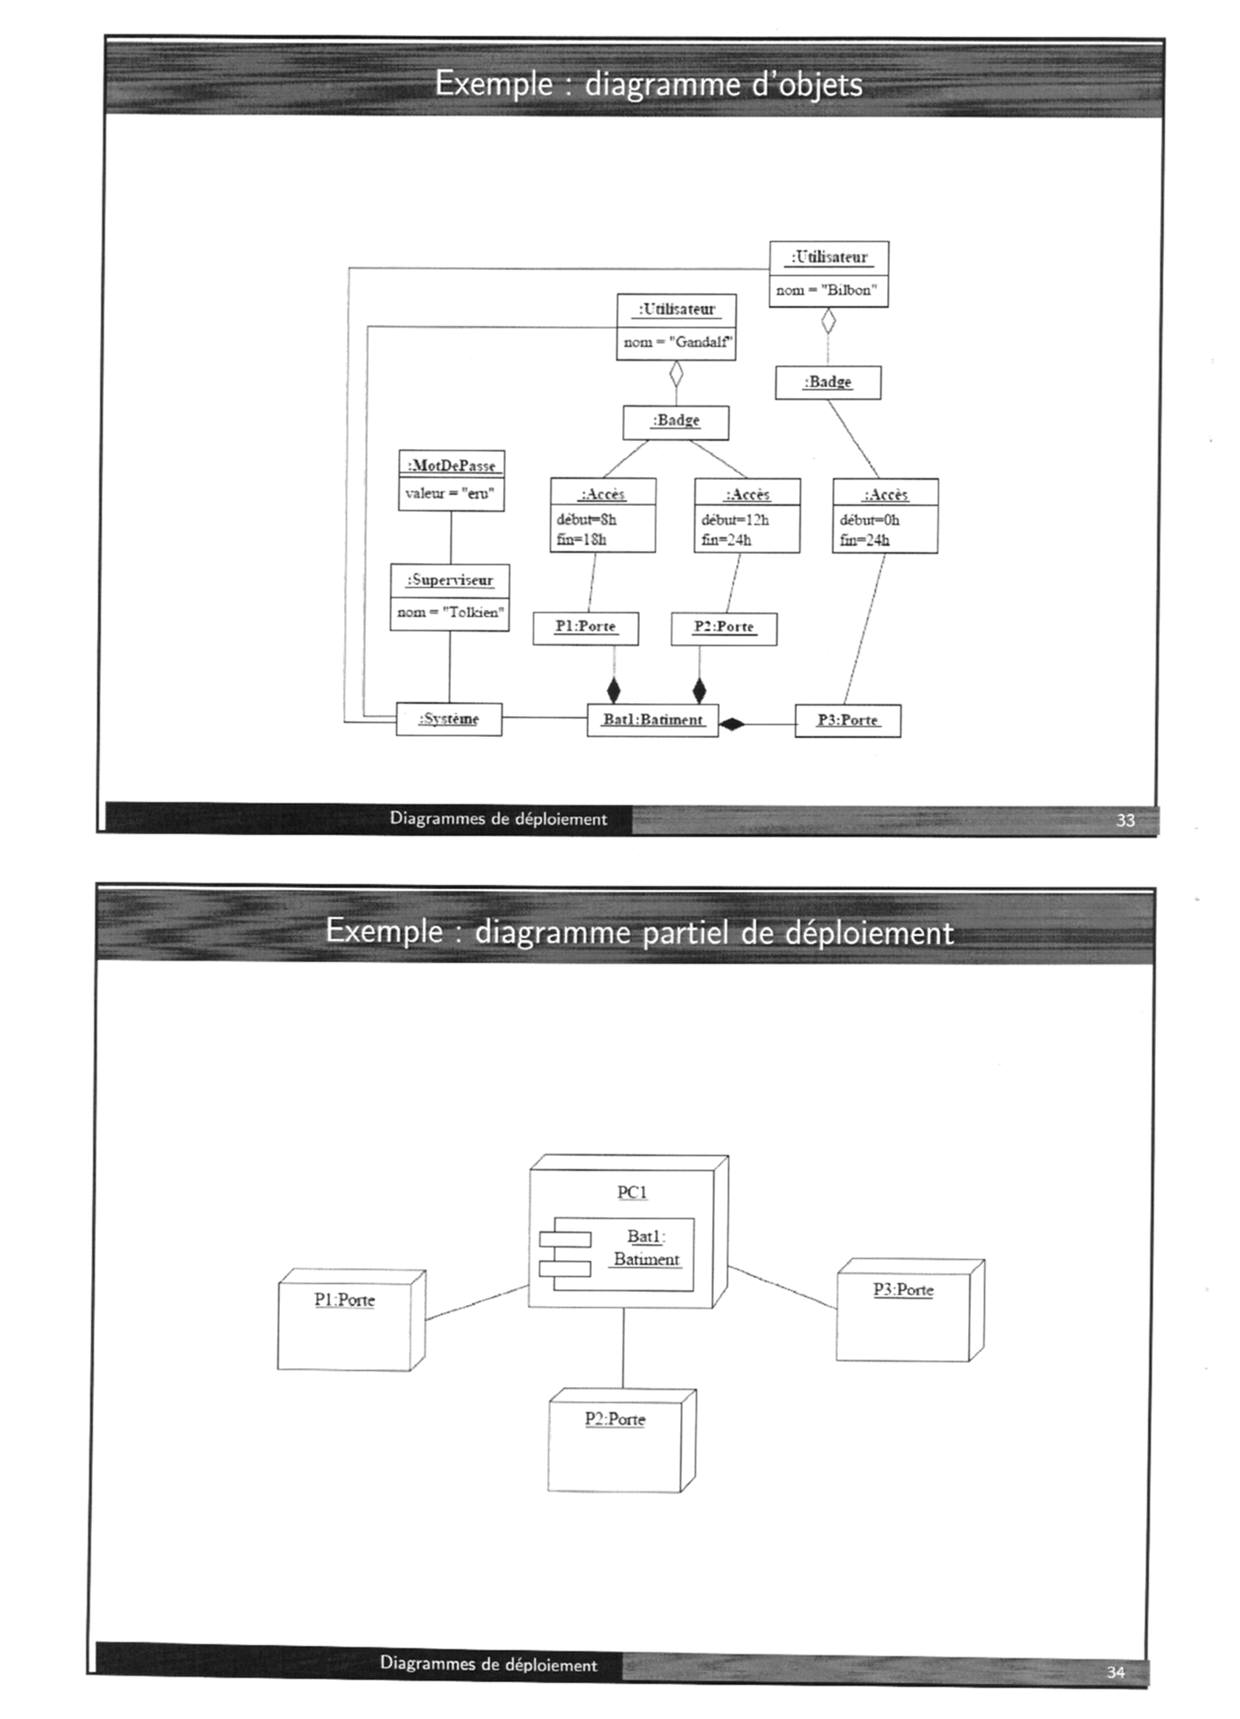 Exemple : diagramme d'objets
:Utilisateur
nom = "Bilbon"
:Utilisateur
nom = "Gandalf"
:Badge
:Badge
:MotDePasse
valeur = "eru"
:Accès
début=8h
fin=18h
:Accès
début=12h
fin=24h
:Accès
début=0h
fin=24h
:Superviseur
nom = "Tolkien"
P1:Porte
P2:Porte
:Système
Bat1:Batiment
P3:Porte
Diagrammes de déploiement
33
Exemple : diagramme partiel de déploiement
PC1
Bat1:
Batiment
P1:Porte
P3:Porte
P2:Porte
Diagrammes de déploiement
34